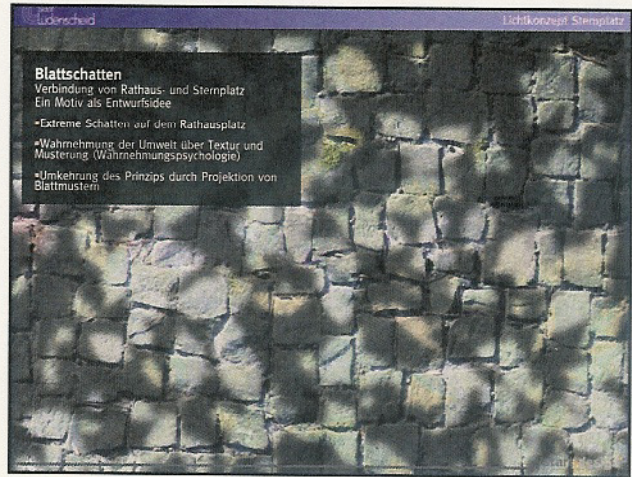 Stadt
Lüdenscheid
Lichtkonzept Sternplatz
Blattschatten
Verbindung von Rathaus- und Sternplatz
Ein Motiv als Entwurfsidee
▪Extreme Schatten auf dem Rathausplatz
▪Wahrnehmung der Umwelt über Textur und
Musterung (Wahrnehmungspsychologie)
▪Umkehrung des Prinzips durch Projektion von
Blattmustern